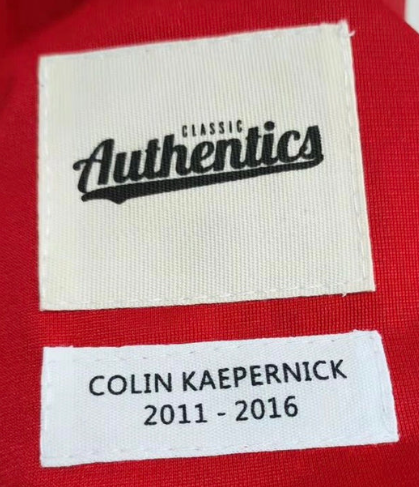 CLASSIC
Authentics
COLIN KAEPERNICK
2011 - 2016